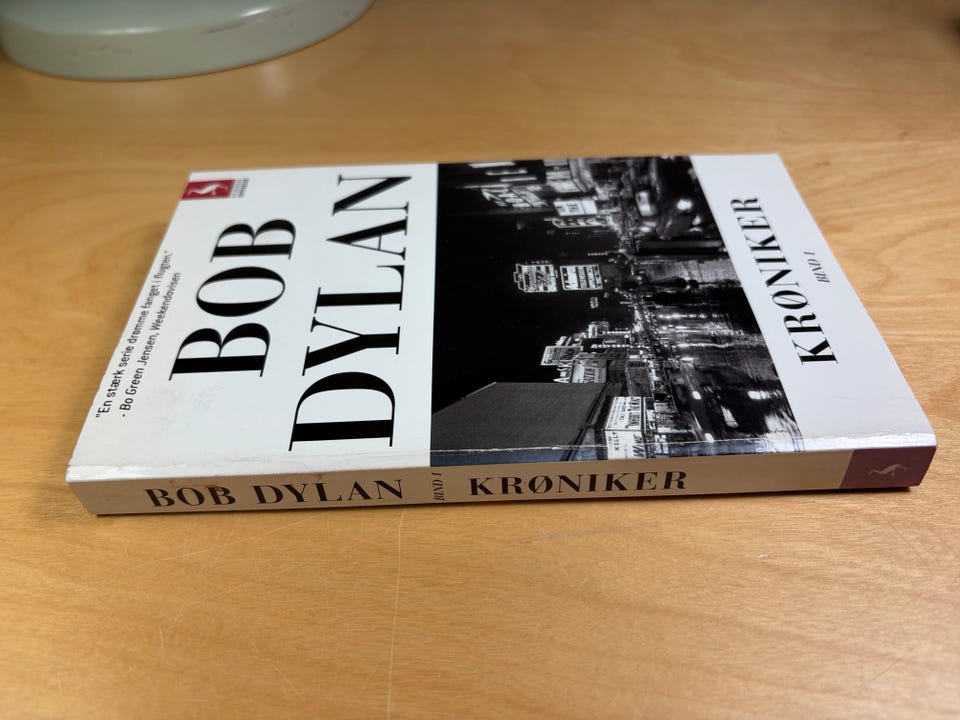 "En stærk serie drømme fanget i flugten."
- Bo Green Jensen, Weekendavisen
BOB
DYLAN
KRØNIKER
BIND 1
BOB DYLAN BIND 1 KRØNIKER